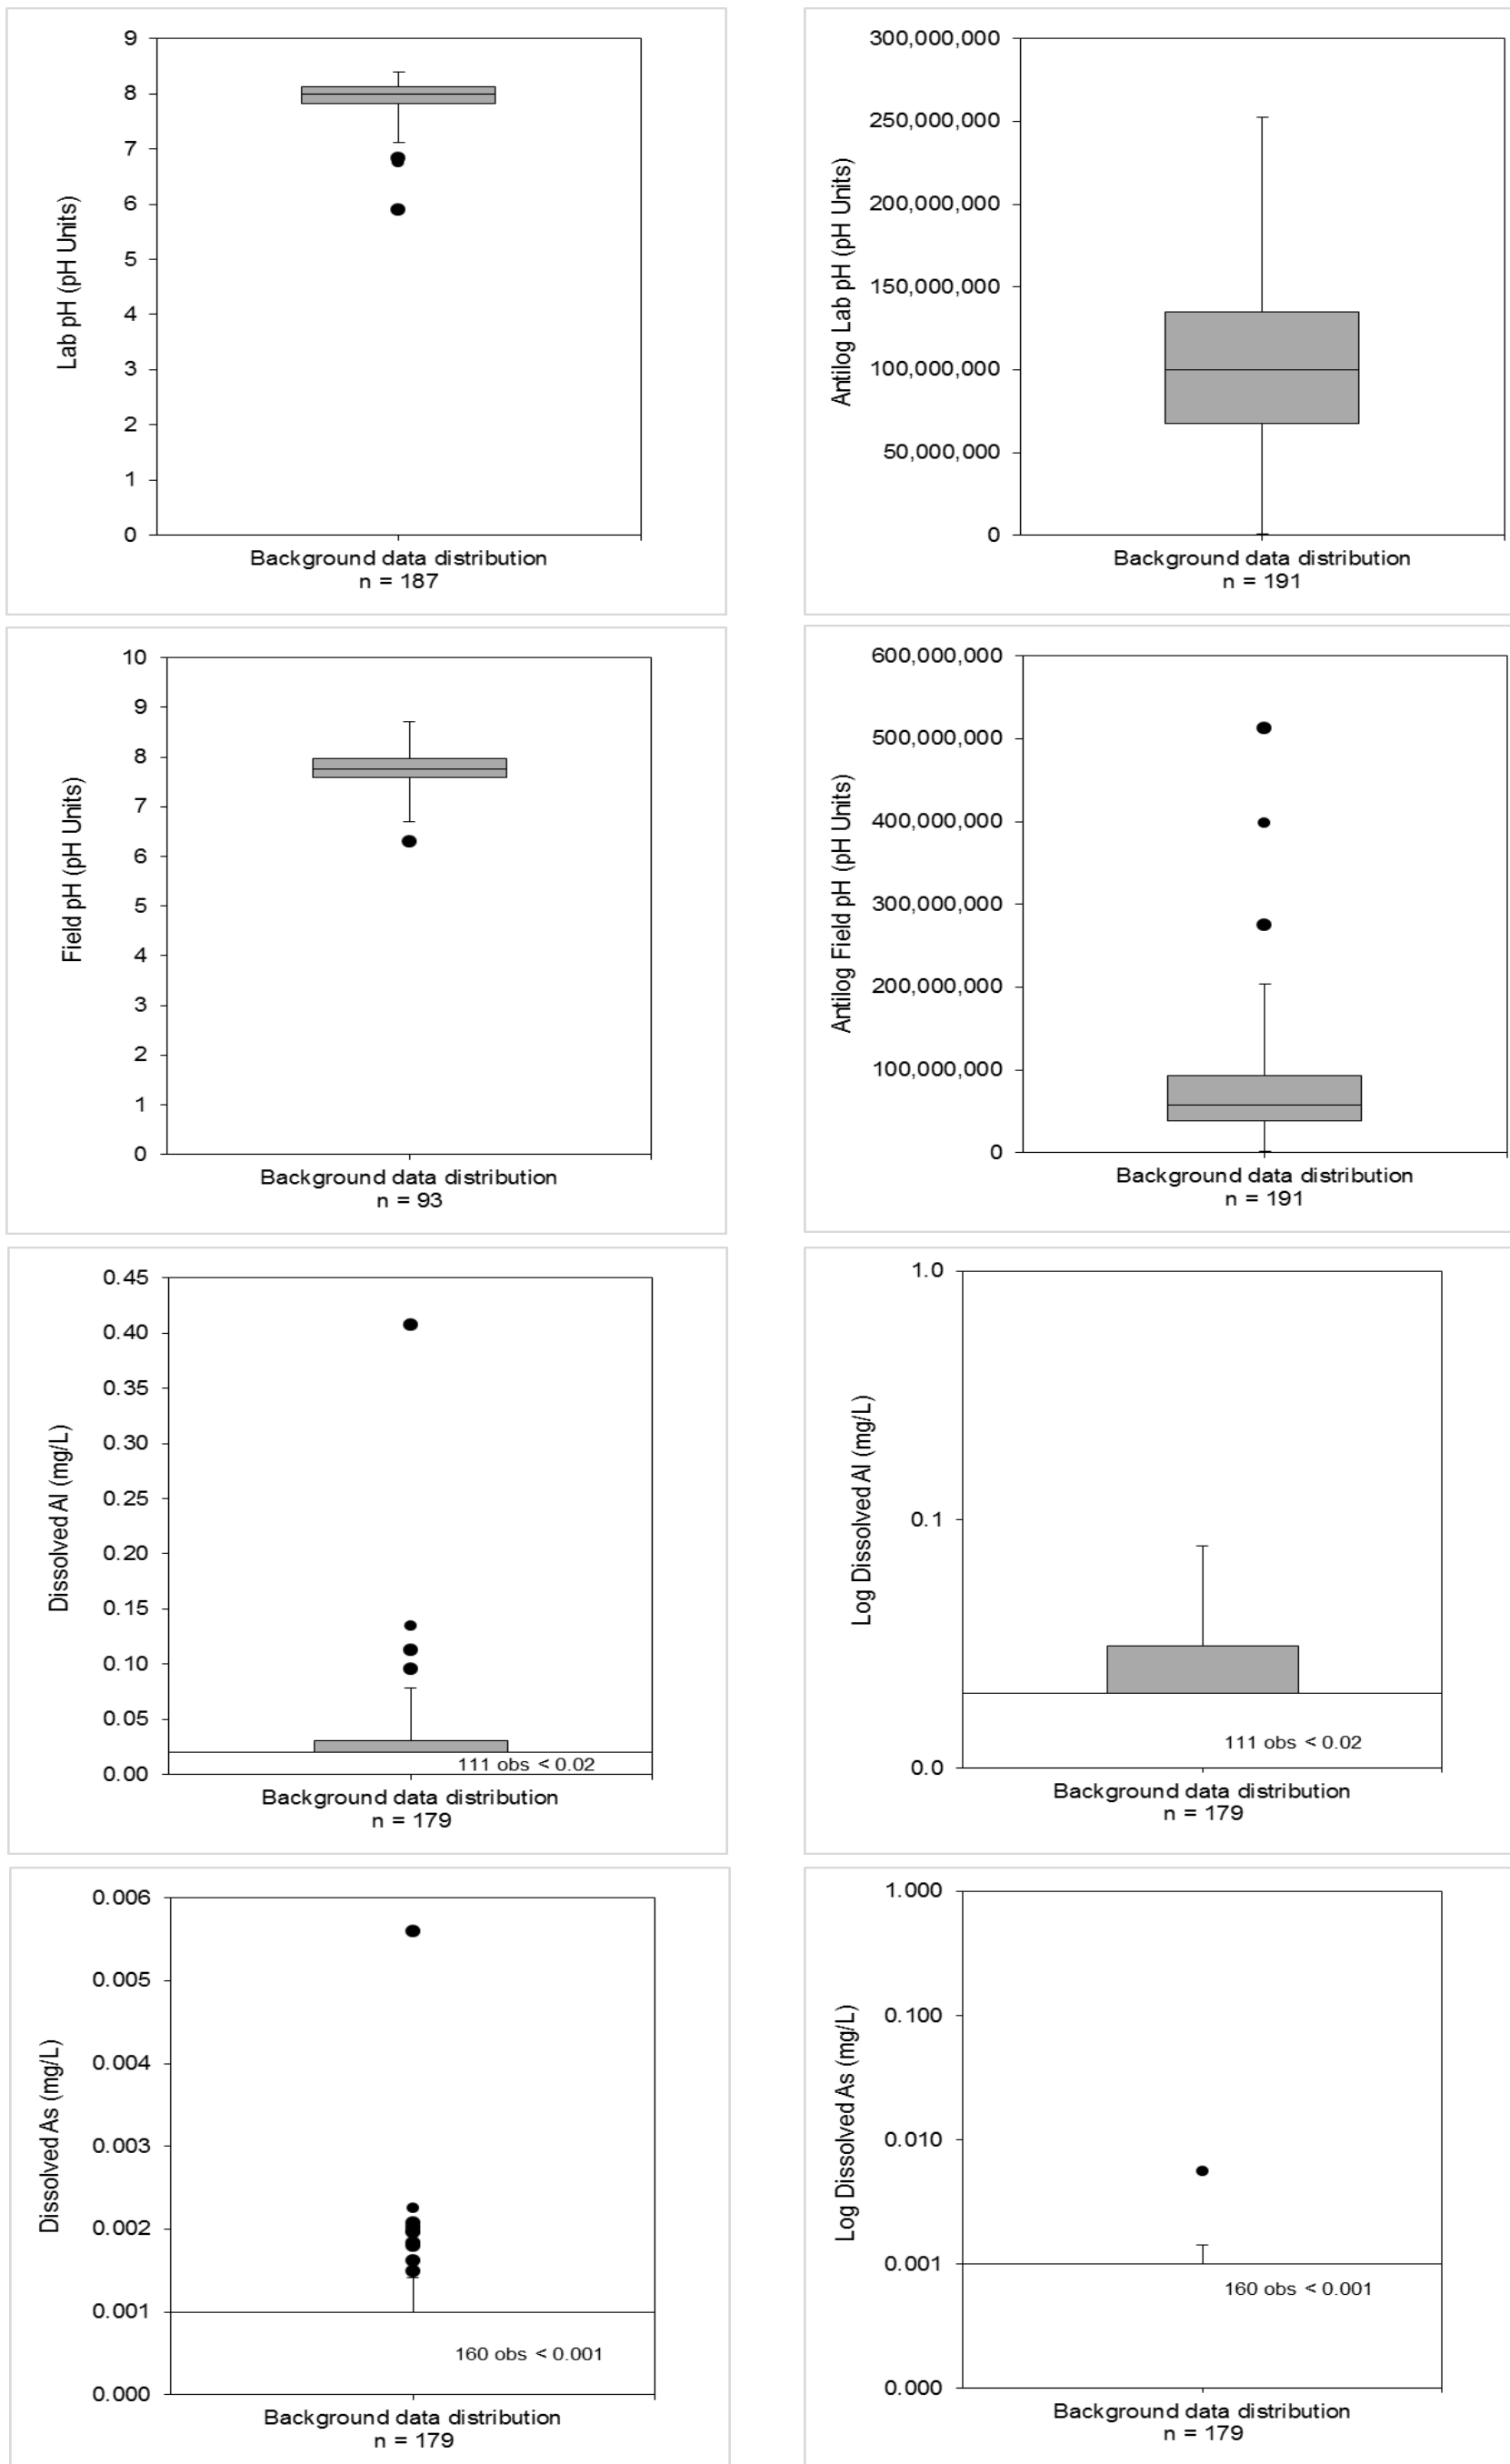 Lab pH (pH Units)
9
8
7
6
5
4
3
2
1
0
Background data distribution
n = 187
Antilog Lab pH (pH Units)
300,000,000
250,000,000
200,000,000
150,000,000
100,000,000
50,000,000
0
Background data distribution
n = 191
Field pH (pH Units)
10
9
8
7
6
5
4
3
2
1
0
Background data distribution
n = 93
Antilog Field pH (pH Units)
600,000,000
500,000,000
400,000,000
300,000,000
200,000,000
100,000,000
0
Background data distribution
n = 191
Dissolved Al (mg/L)
0.45
0.40
0.35
0.30
0.25
0.20
0.15
0.10
0.05
0.00
111 obs < 0.02
Background data distribution
n = 179
Log Dissolved Al (mg/L)
1.0
0.1
0.0
111 obs < 0.02
Background data distribution
n = 179
Dissolved As (mg/L)
0.006
0.005
0.004
0.003
0.002
0.001
0.000
160 obs < 0.001
Background data distribution
n = 179
Log Dissolved As (mg/L)
1.000
0.100
0.010
0.001
0.000
160 obs < 0.001
Background data distribution
n = 179